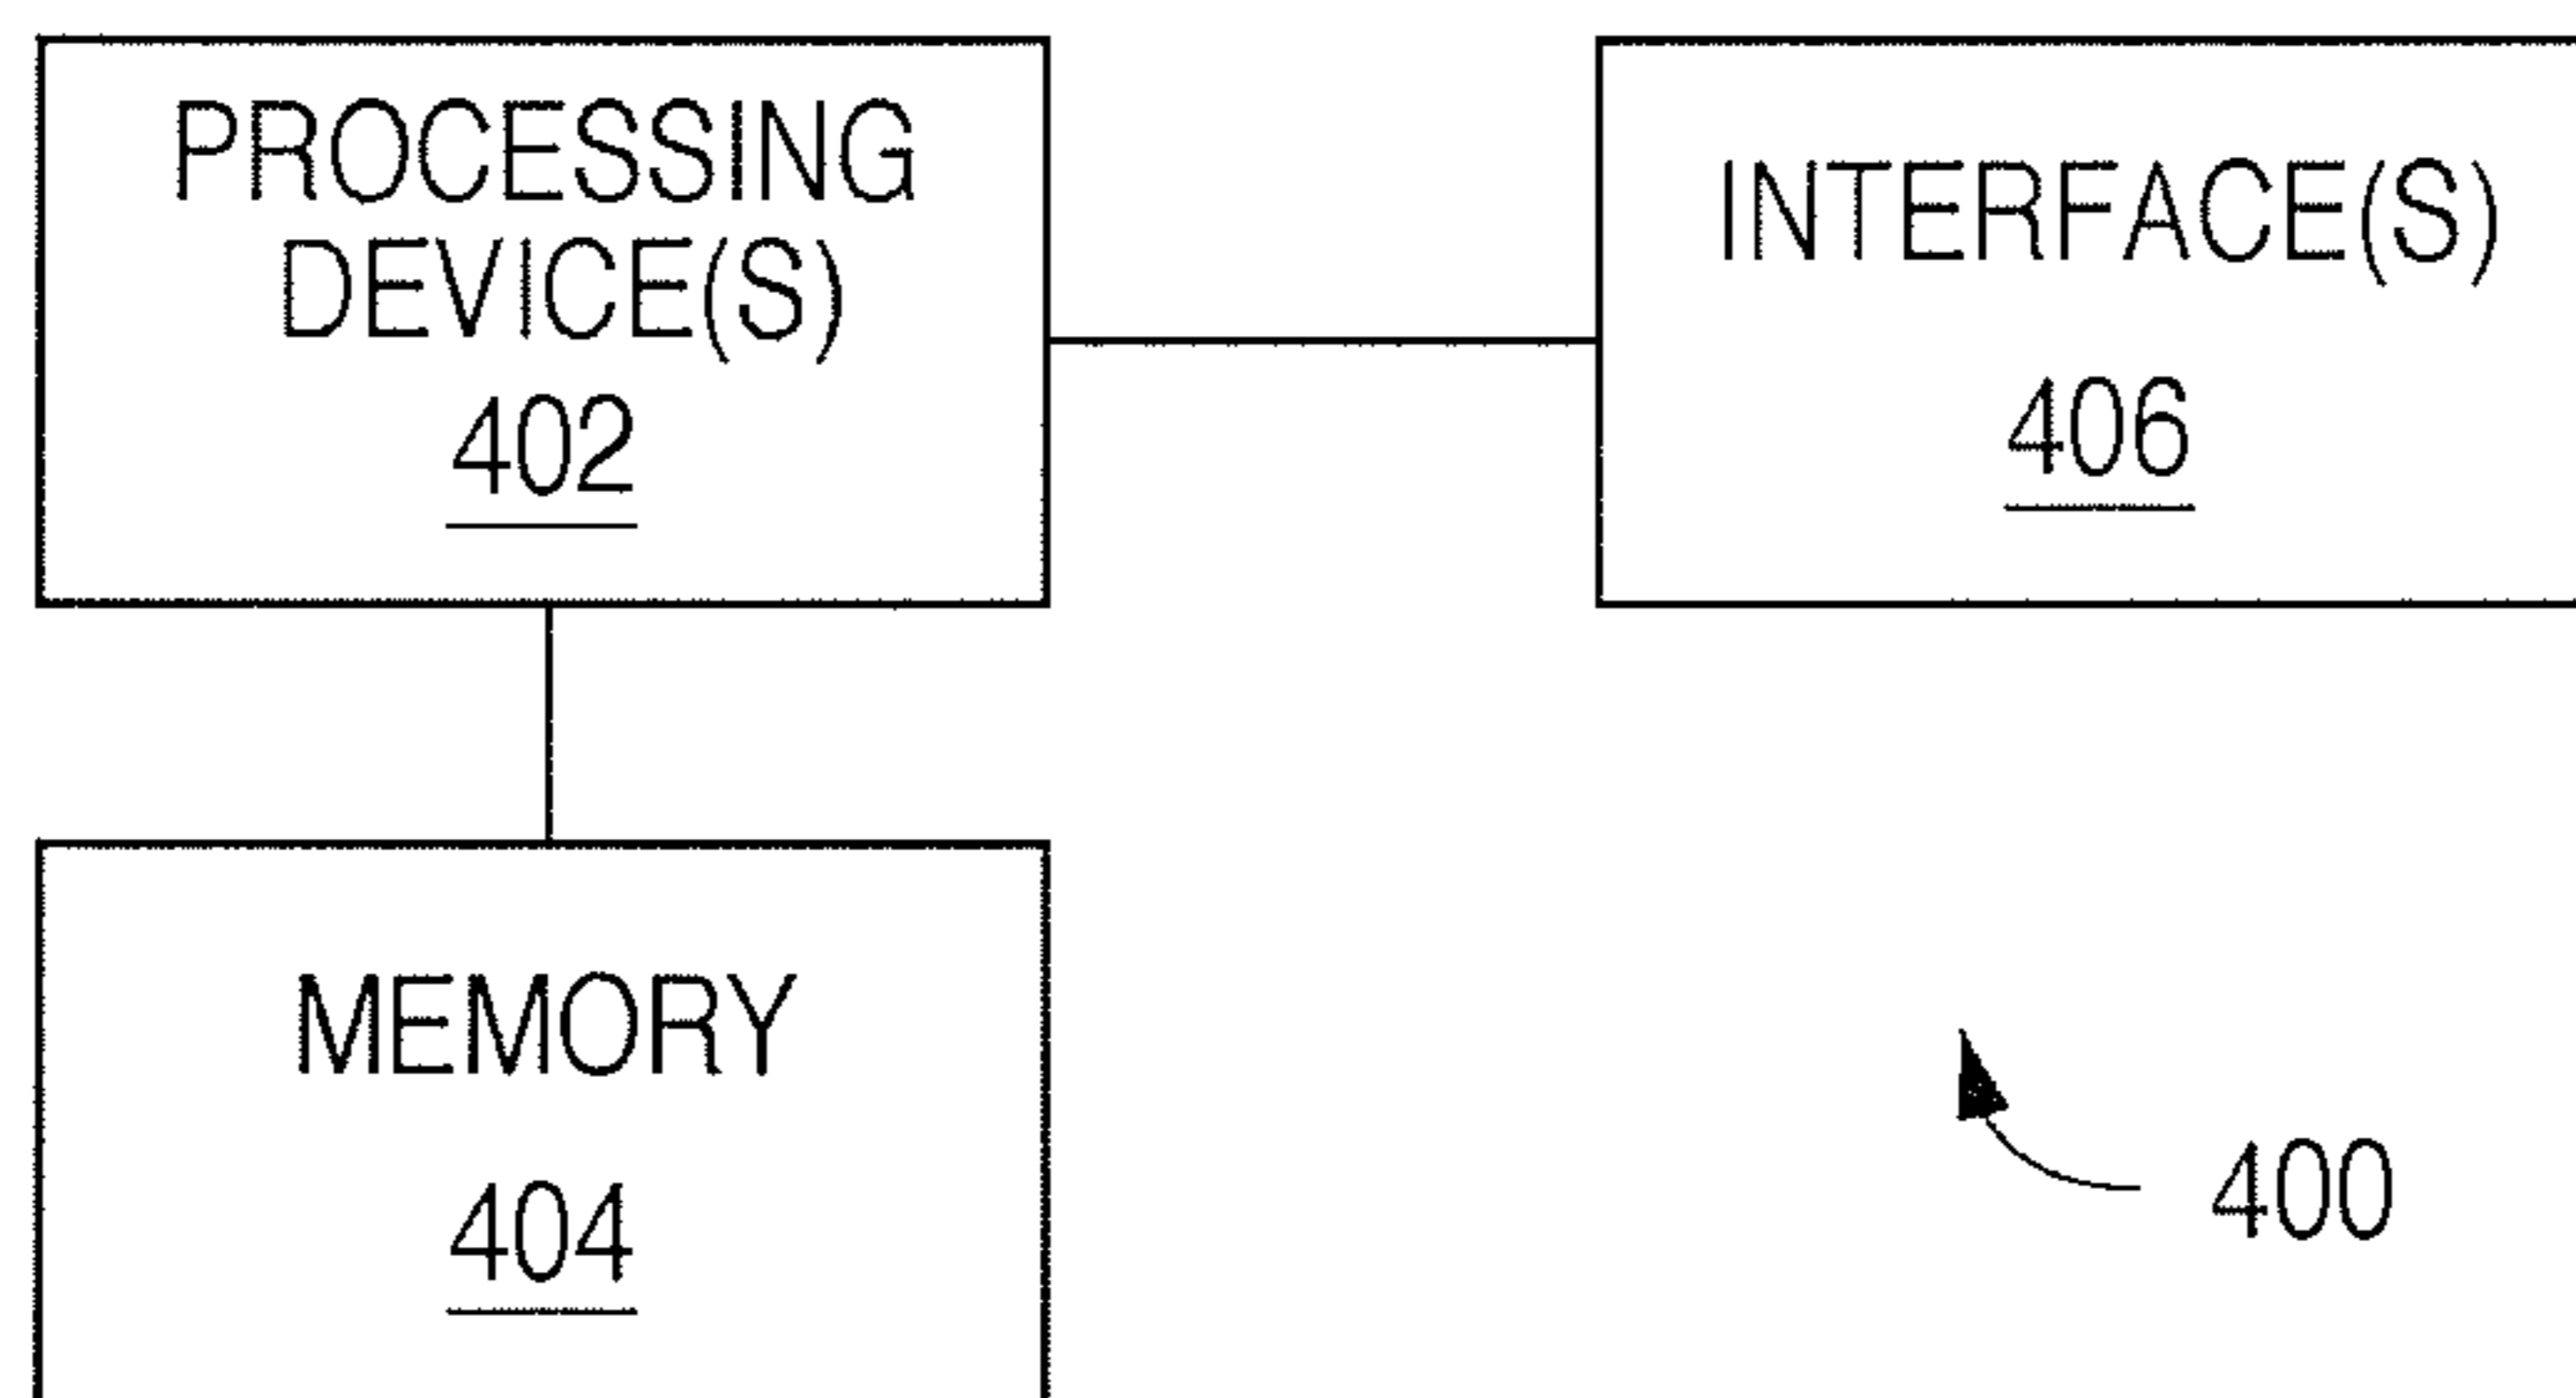 PROCESSING
DEVICE(S)
402
INTERFACE(S)
406
MEMORY
404
400